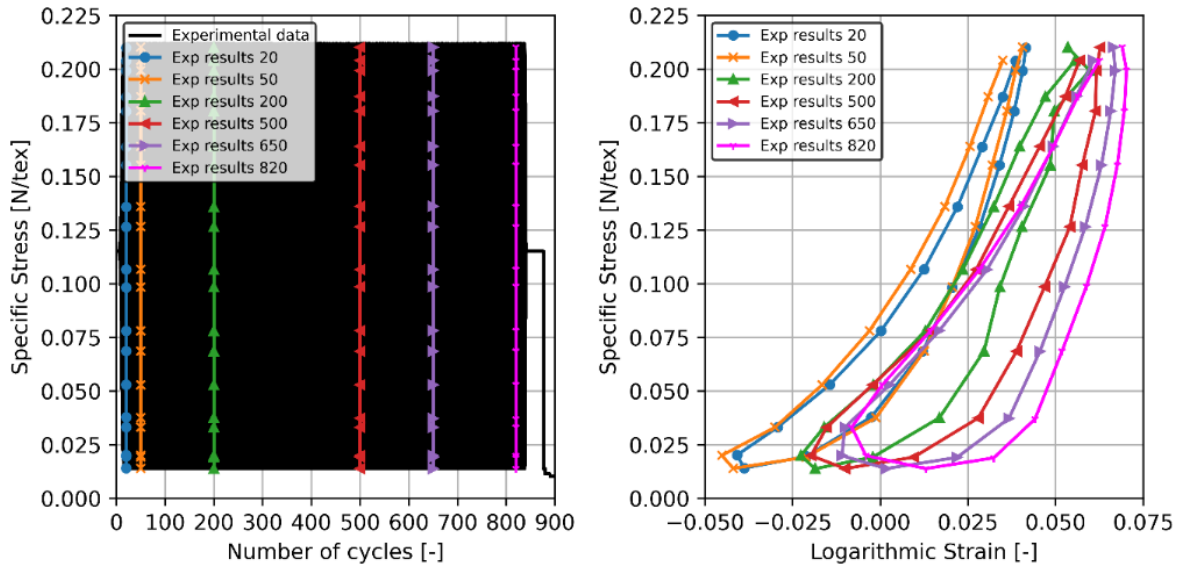 0.225
0.200
0.175
0.150
0.125
0.100
0.075
0.050
0.025
0.000
Specific Stress [N/tex]
Experimental data
Exp results 20
Exp results 50
Exp results 200
Exp results 500
Exp results 650
Exp results 820
0 100 200 300 400 500 600 700 800 900
Number of cycles [-]
0.225
0.200
0.175
0.150
0.125
0.100
0.075
0.050
0.025
0.000
Specific Stress [N/tex]
Exp results 20
Exp results 50
Exp results 200
Exp results 500
Exp results 650
Exp results 820
−0.050 −0.025 0.000 0.025 0.050 0.075
Logarithmic Strain [-]